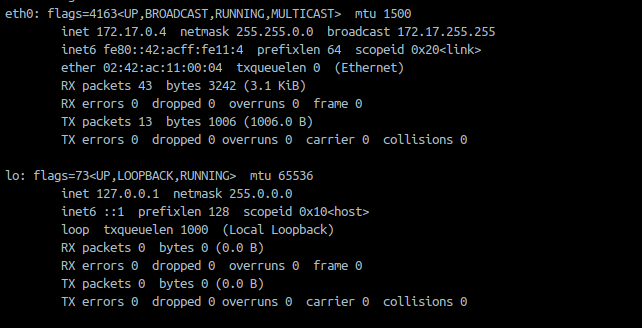 eth0: flags=4163<UP,BROADCAST,RUNNING,MULTICAST>  mtu 1500
        inet 172.17.0.4  netmask 255.255.0.0  broadcast 172.17.255.255
        inet6 fe80::42:acff:fe11:4  prefixlen 64  scopeid 0x20<link>
        ether 02:42:ac:11:00:04  txqueuelen 0  (Ethernet)
        RX packets 43  bytes 3242 (3.1 KiB)
        RX errors 0  dropped 0  overruns 0  frame 0
        TX packets 13  bytes 1006 (1006.0 B)
        TX errors 0  dropped 0 overruns 0  carrier 0  collisions 0

lo: flags=73<UP,LOOPBACK,RUNNING>  mtu 65536
        inet 127.0.0.1  netmask 255.0.0.0
        inet6 ::1  prefixlen 128  scopeid 0x10<host>
        loop  txqueuelen 1000  (Local Loopback)
        RX packets 0  bytes 0 (0.0 B)
        RX errors 0  dropped 0  overruns 0  frame 0
        TX packets 0  bytes 0 (0.0 B)
        TX errors 0  dropped 0 overruns 0  carrier 0  collisions 0